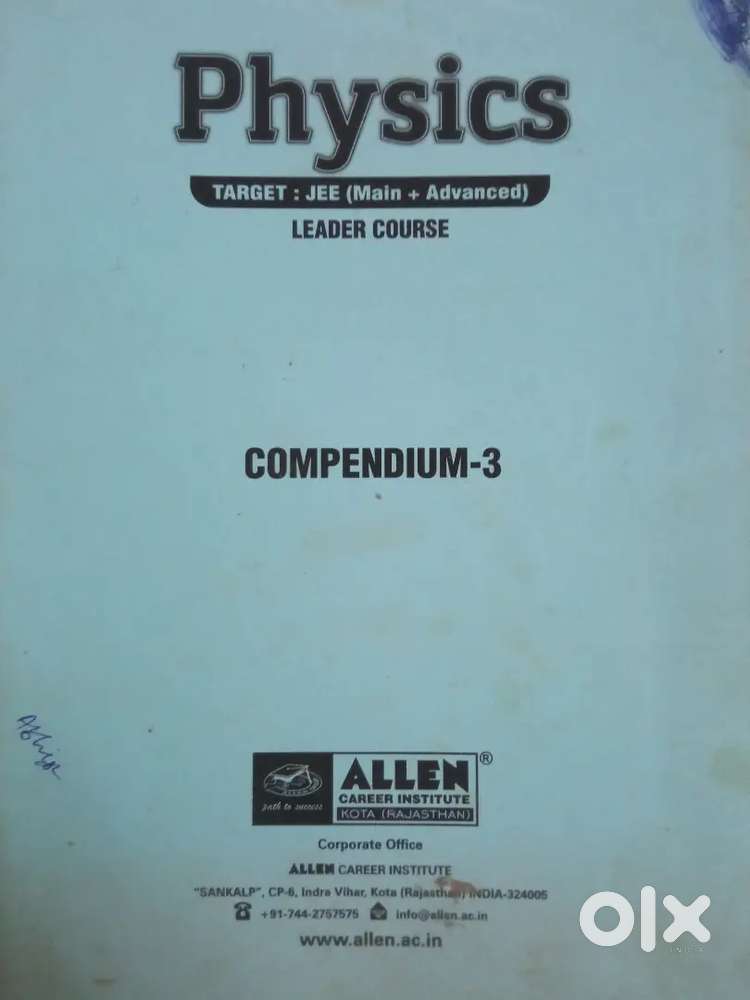 Physics
TARGET : JEE (Main + Advanced)
LEADER COURSE
COMPENDIUM-3
ALLEN ®
CAREER INSTITUTE
KOTA (RAJASTHAN)
path to success
Corporate Office
ALLEN CAREER INSTITUTE
"SANKALP", CP-6, Indra Vihar, Kota (Rajasthan) INDIA-324005
+91-744-2757575 info@allen.ac.in
www.allen.ac.in
olx